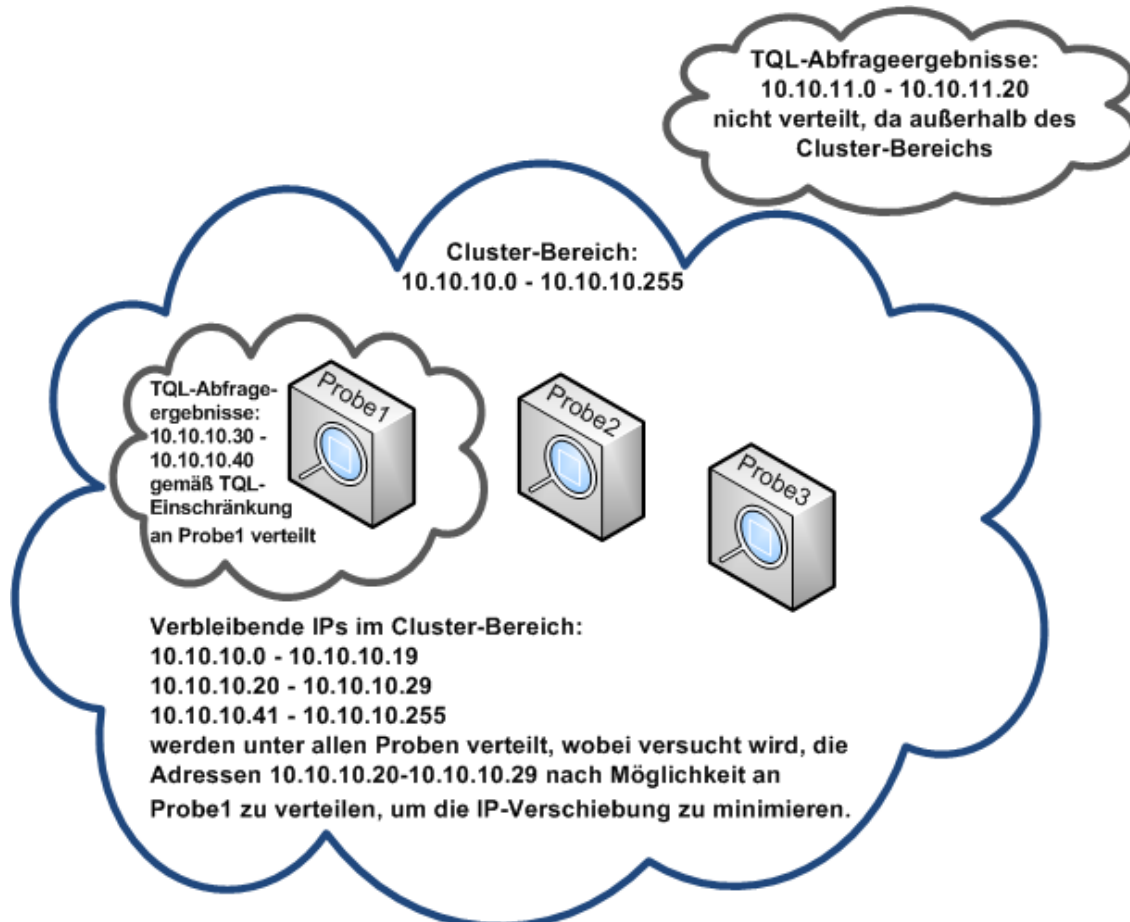 TQL-Abfrageergebnisse:
10.10.11.0 - 10.10.11.20
nicht verteilt, da außerhalb des
Cluster-Bereichs
Cluster-Bereich:
10.10.10.0 - 10.10.10.255
TQL-Abfrage-
ergebnisse:
10.10.10.30 -
10.10.10.40
gemäß TQL-
Einschränkung
an Probe1 verteilt
Probe1
Probe2
Probe3
Verbleibende IPs im Cluster-Bereich:
10.10.10.0 - 10.10.10.19
10.10.10.20 - 10.10.10.29
10.10.10.41 - 10.10.10.255
werden unter allen Proben verteilt, wobei versucht wird, die
Adressen 10.10.10.20-10.10.10.29 nach Möglichkeit an
Probe1 zu verteilen, um die IP-Verschiebung zu minimieren.